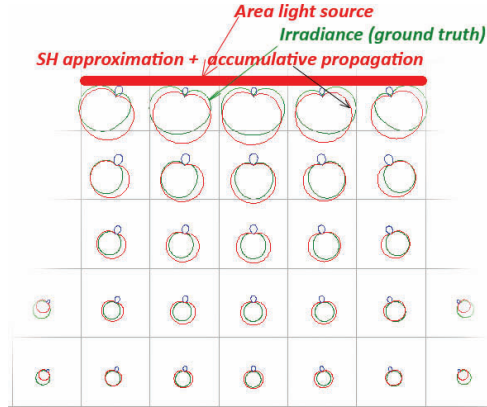 Area light source
Irradiance (ground truth)
SH approximation + accumulative propagation